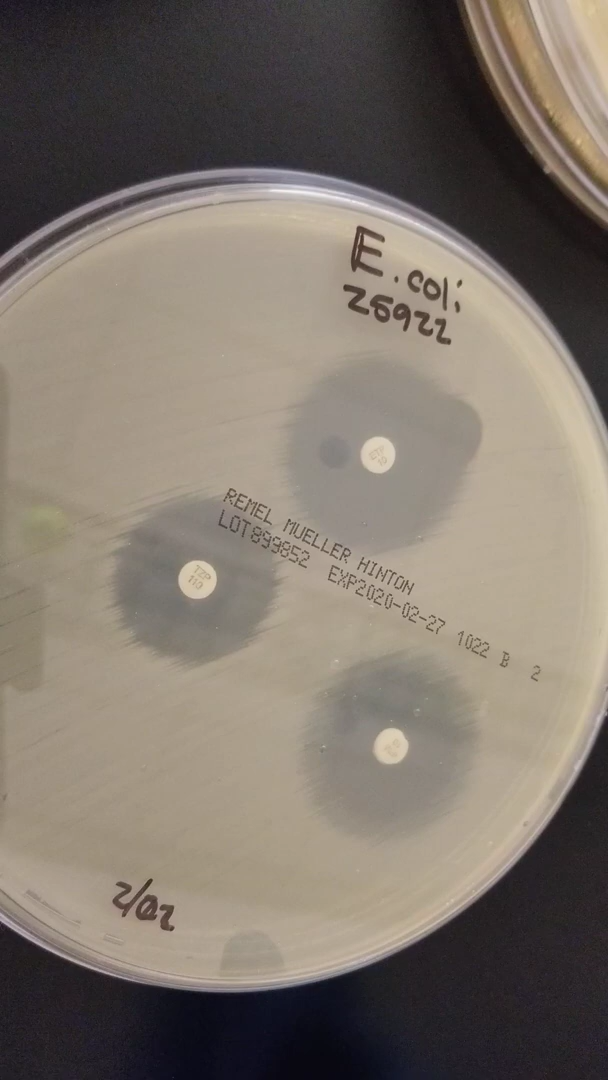 E.coli
25922
REMEL MUELLER HINTON
LOT899852 EXP2020-02-27 1022 B 2
TZP
110
2/02